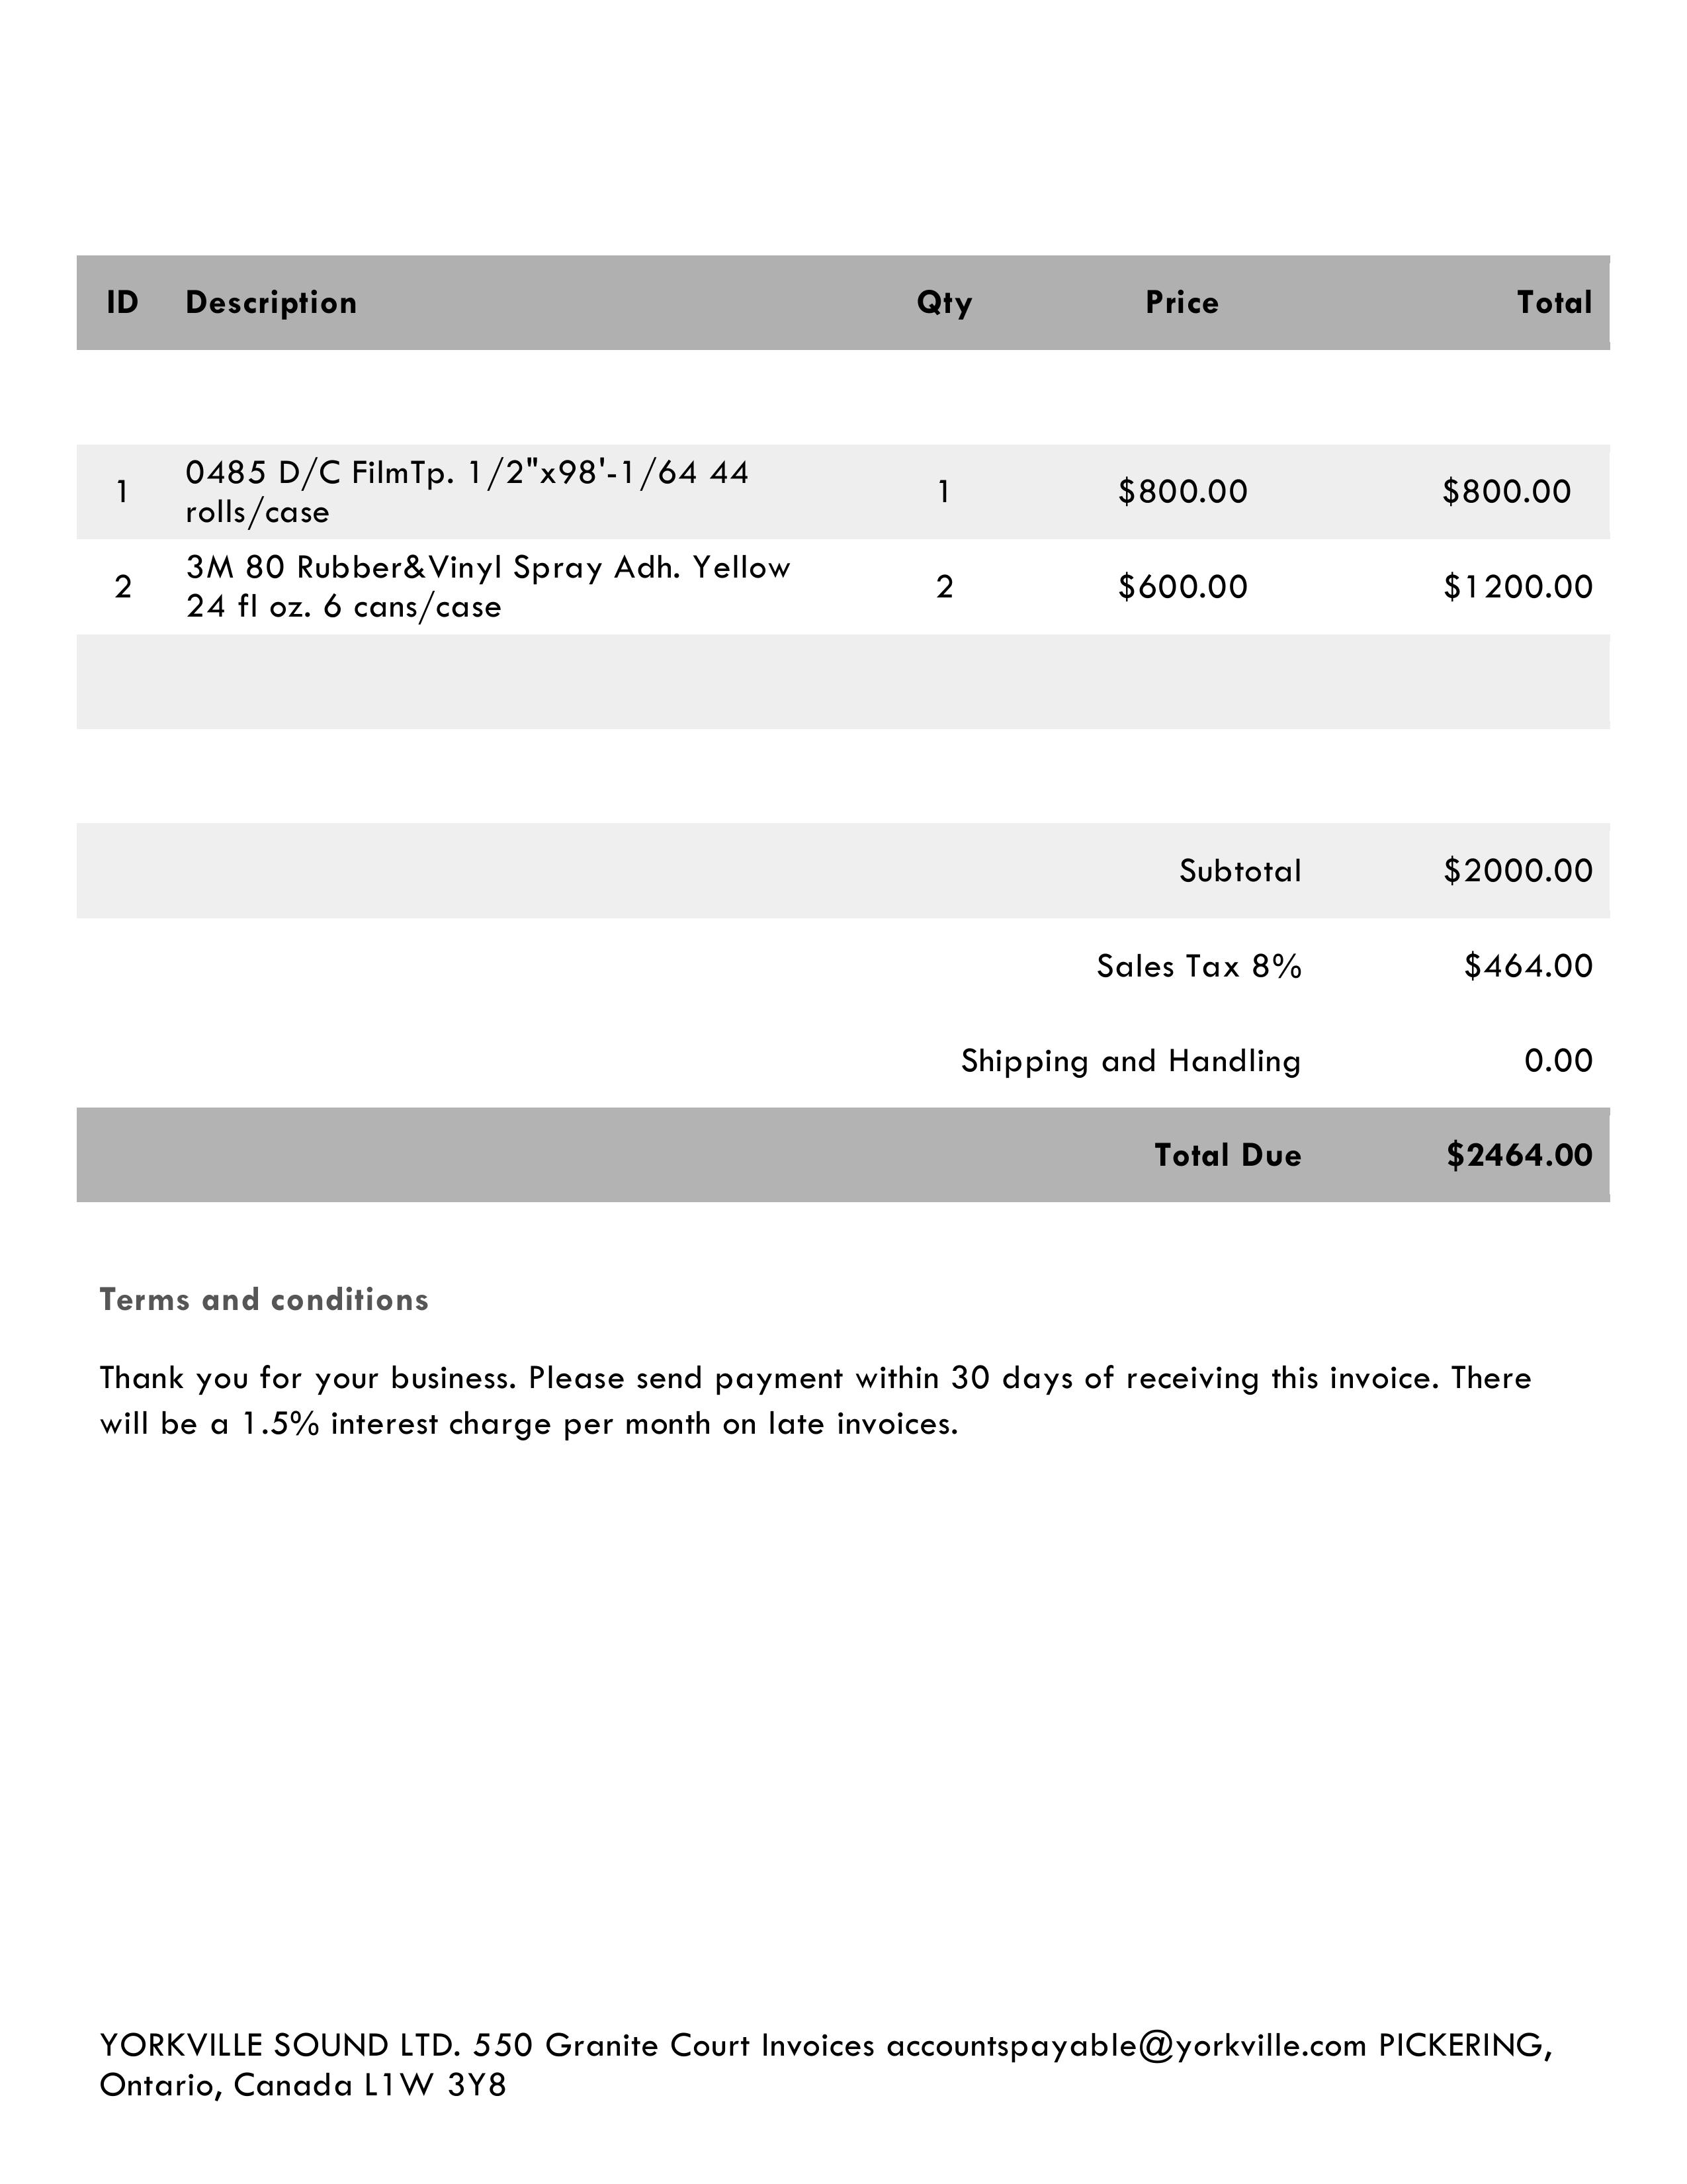 ID Description Qty Price Total
0485 D/C FilmTp. 1/2"x98'-1/64 44
1 1 $800.00 $800.00
rolls/case
3M 80 Rubber&Vinyl Spray Adh. Yellow
2 2 $600.00 $1200.00
24 fl oz. 6 cans/case
Subtotal $2000.00
Sales Tax 8% $464.00
Shipping and Handling 0.00
Total Due $2464.00
Terms and conditions
Thank you for your business. Please send payment within 30 days of receiving this invoice. There
will be a 1.5% interest charge per month on late invoices.
YORKVILLE SOUND LTD. 550 Granite Court Invoices accountspayable@yorkville.com PICKERING,
Ontario, Canada L1W 3Y8